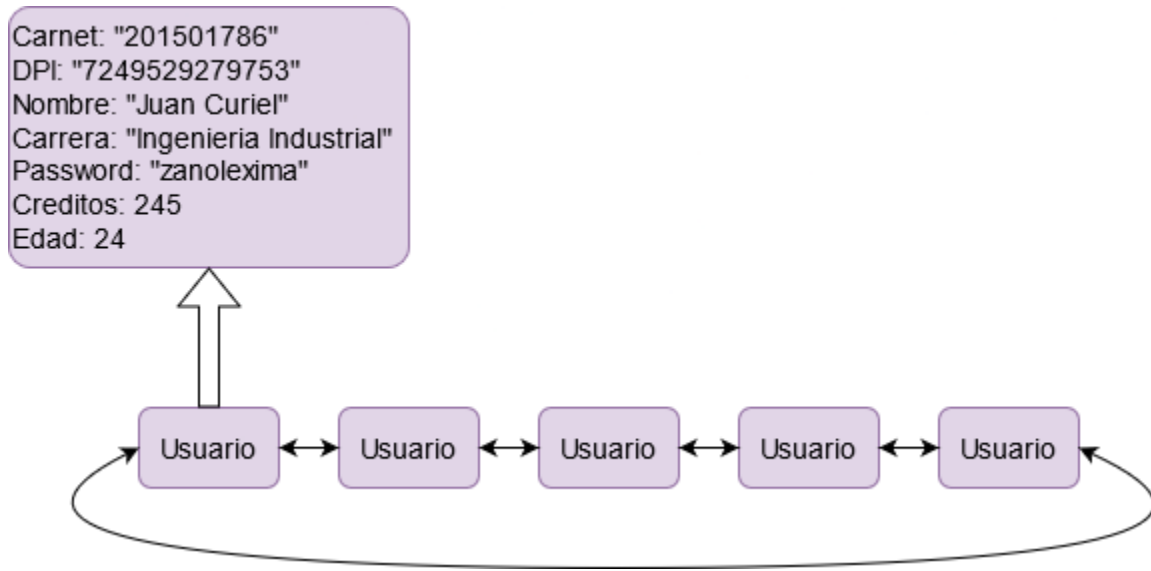 Carnet: "201501786"
DPI: "7249529279753"
Nombre: "Juan Curiel"
Carrera: "Ingenieria Industrial"
Password: "zanolexima"
Creditos: 245
Edad: 24
Usuario
Usuario
Usuario
Usuario
Usuario